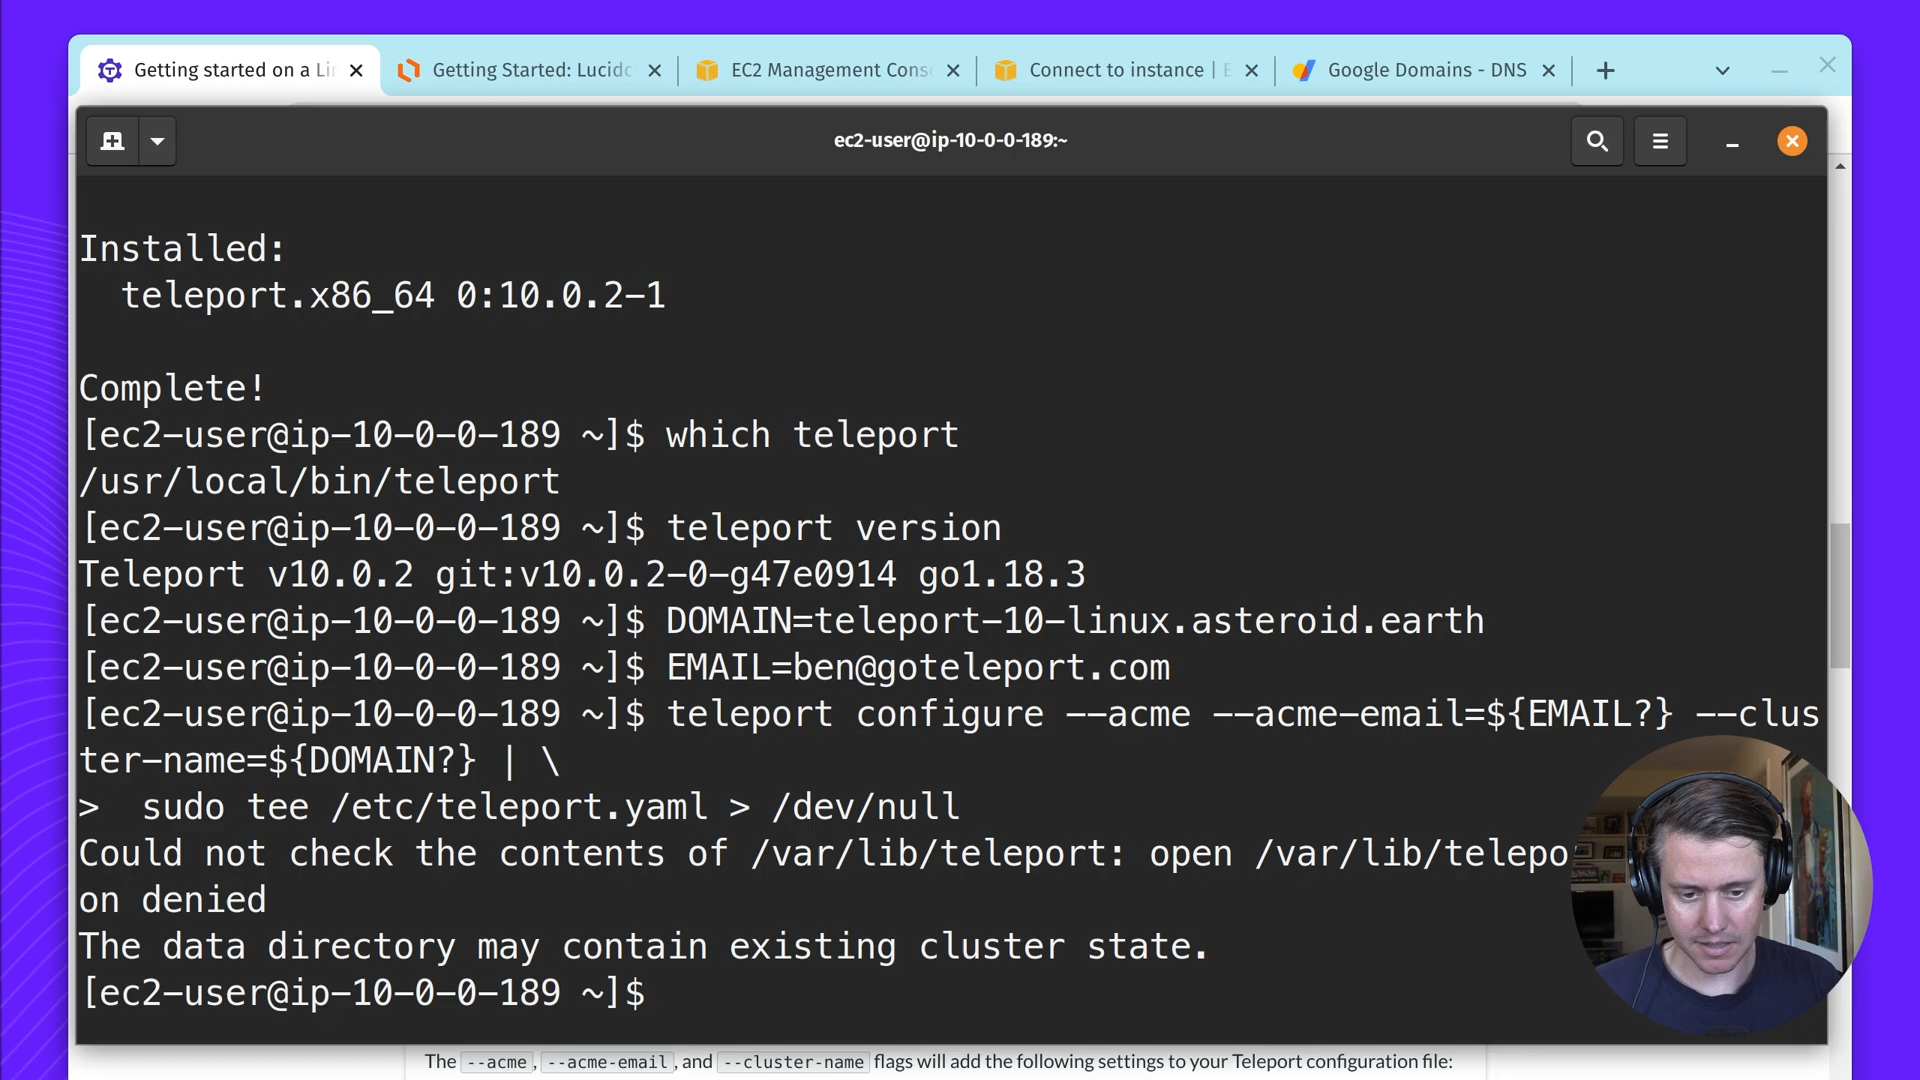 Getting started on a Li
Getting Started: Lucidc
EC2 Management Cons
Connect to instance | E
Google Domains - DNS
ec2-user@ip-10-0-0-189:~
Installed:
teleport.x86_64 0:10.0.2-1
Complete!
[ec2-user@ip-10-0-0-189 ~]$ which teleport
/usr/local/bin/teleport
[ec2-user@ip-10-0-0-189 ~]$ teleport version
Teleport v10.0.2 git:v10.0.2-0-g47e0914 go1.18.3
[ec2-user@ip-10-0-0-189 ~]$ DOMAIN=teleport-10-linux.asteroid.earth
[ec2-user@ip-10-0-0-189 ~]$ EMAIL=ben@goteleport.com
[ec2-user@ip-10-0-0-189 ~]$ teleport configure --acme --acme-email=${EMAIL?} --clus
ter-name=${DOMAIN?} | \
> sudo tee /etc/teleport.yaml > /dev/null
Could not check the contents of /var/lib/teleport: open /var/lib/telepo
on denied
The data directory may contain existing cluster state.
[ec2-user@ip-10-0-0-189 ~]$
The --acme, --acme-email, and --cluster-name flags will add the following settings to your Teleport configuration file: